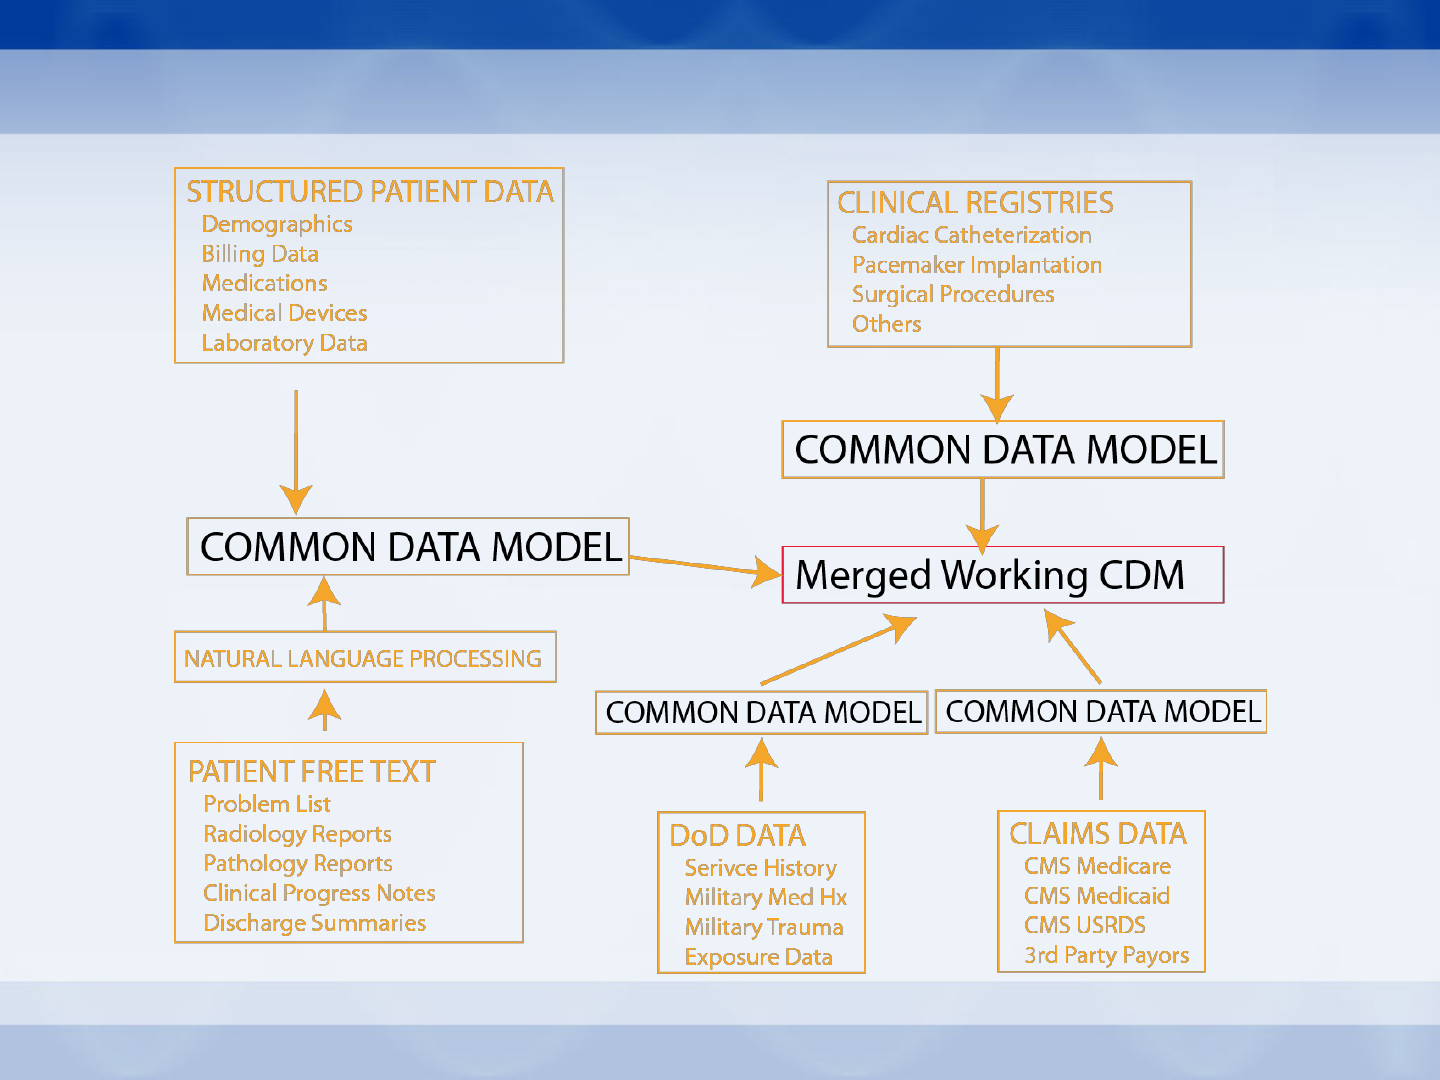 STRUCTURED PATIENT DATA
Demographics
Billing Data
Medications
Medical Devices
Laboratory Data
CLINICAL REGISTRIES
Cardiac Catheterization
Pacemaker Implantation
Surgical Procedures
Others
COMMON DATA MODEL
COMMON DATA MODEL
Merged Working CDM
NATURAL LANGUAGE PROCESSING
COMMON DATA MODEL
COMMON DATA MODEL
PATIENT FREE TEXT
Problem List
Radiology Reports
Pathology Reports
Clinical Progress Notes
Discharge Summaries
DoD DATA
Serivce History
Military Med Hx
Military Trauma
Exposure Data
CLAIMS DATA
CMS Medicare
CMS Medicaid
CMS USRDS
3rd Party Payors